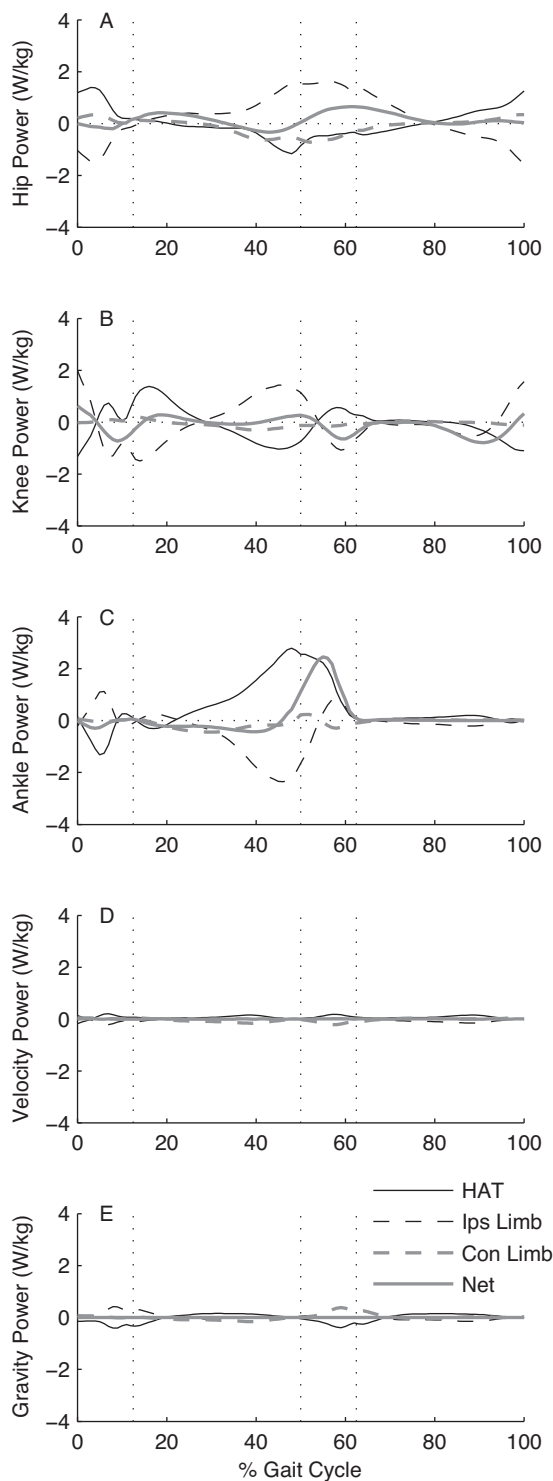 A
4
2
0
−2
−4
Hip Power (W/kg)
0 20 40 60 80 100
B
4
2
0
−2
−4
Knee Power (W/kg)
0 20 40 60 80 100
C
4
2
0
−2
−4
Ankle Power (W/kg)
0 20 40 60 80 100
D
4
2
0
−2
−4
Velocity Power (W/kg)
0 20 40 60 80 100
HAT
Ips Limb
Con Limb
Net
E
4
2
0
−2
−4
Gravity Power (W/kg)
0 20 40 60 80 100
% Gait Cycle